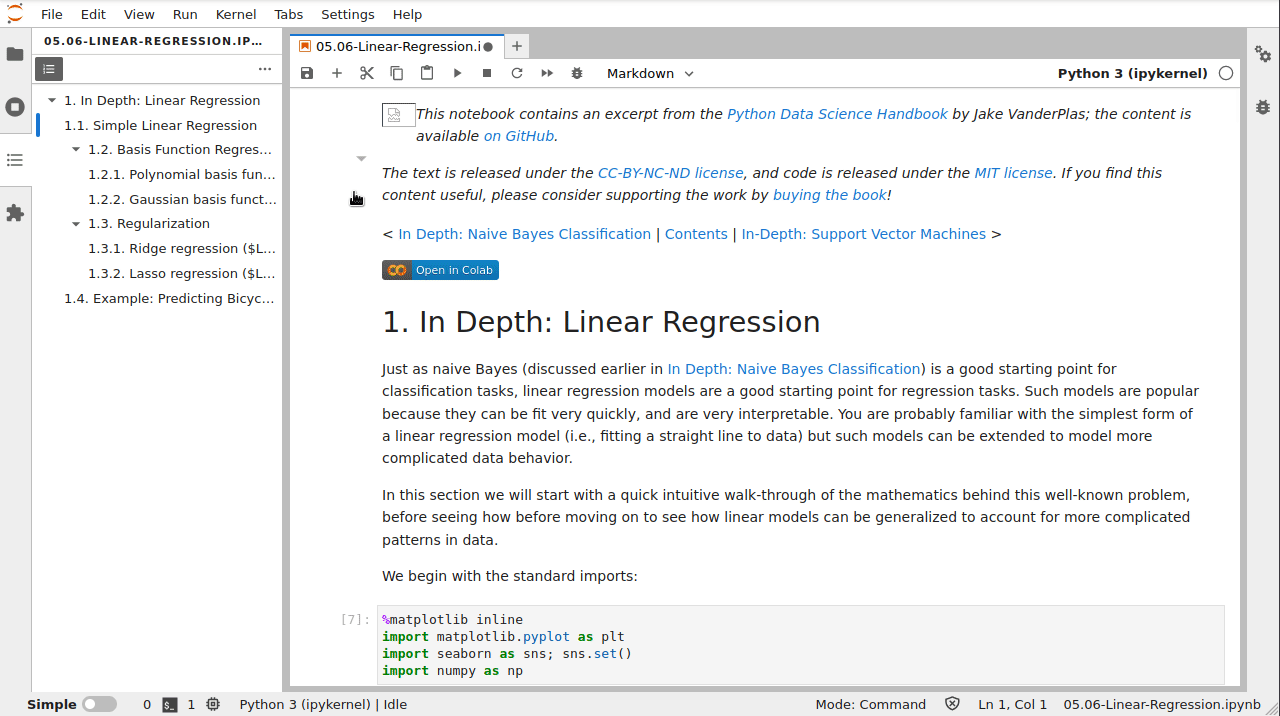 File Edit View Run Kernel Tabs Settings Help
05.06-LINEAR-REGRESSION.IP…
1. In Depth: Linear Regression
1.1. Simple Linear Regression
1.2. Basis Function Regres…
1.2.1. Polynomial basis fun…
1.2.2. Gaussian basis funct…
1.3. Regularization
1.3.1. Ridge regression ($L…
1.3.2. Lasso regression ($L…
1.4. Example: Predicting Bicyc…
05.06-Linear-Regression.i
Markdown
Python 3 (ipykernel)
This notebook contains an excerpt from the Python Data Science Handbook by Jake VanderPlas; the content is
available on GitHub.
The text is released under the CC-BY-NC-ND license, and code is released under the MIT license. If you find this
content useful, please consider supporting the work by buying the book!
< In Depth: Naive Bayes Classification | Contents | In-Depth: Support Vector Machines >
Open in Colab
1. In Depth: Linear Regression
Just as naive Bayes (discussed earlier in In Depth: Naive Bayes Classification) is a good starting point for
classification tasks, linear regression models are a good starting point for regression tasks. Such models are popular
because they can be fit very quickly, and are very interpretable. You are probably familiar with the simplest form of
a linear regression model (i.e., fitting a straight line to data) but such models can be extended to model more
complicated data behavior.
In this section we will start with a quick intuitive walk-through of the mathematics behind this well-known problem,
before seeing how before moving on to see how linear models can be generalized to account for more complicated
patterns in data.
We begin with the standard imports:
[7]:
%matplotlib inline
import matplotlib.pyplot as plt
import seaborn as sns; sns.set()
import numpy as np
Simple 0 1 Python 3 (ipykernel) | Idle Mode: Command Ln 1, Col 1 05.06-Linear-Regression.ipynb